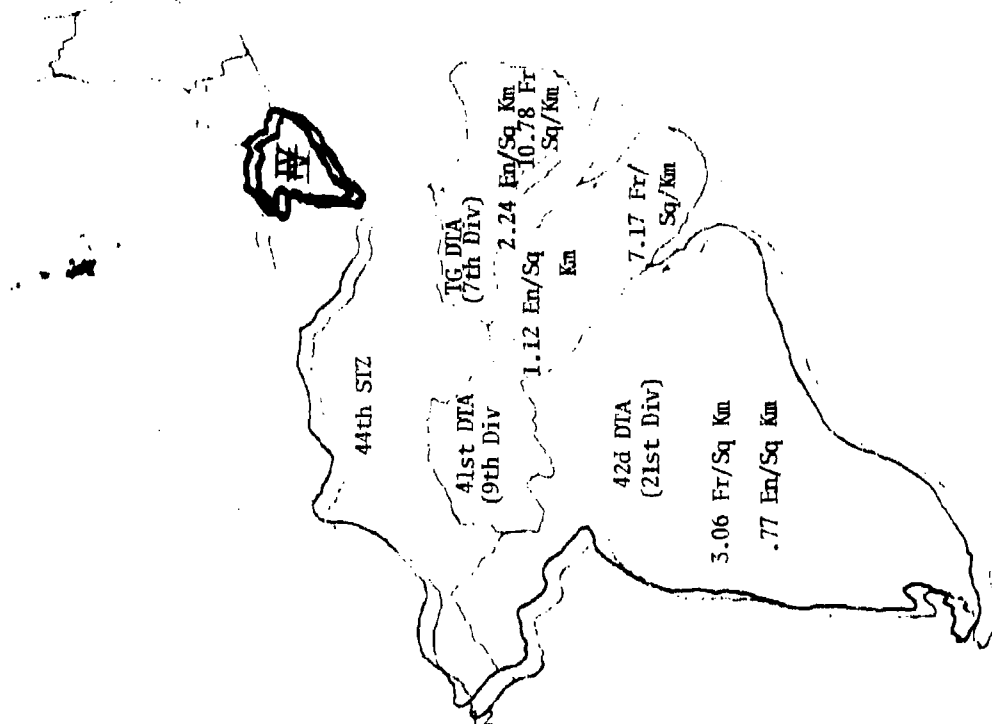 44th STZ
TG DTA
(7th Div)
41st DTA
(9th Div
2.24 En/Sq Km
10.78 Fr
Sq/Km
1.12 En/Sq
Km
42d DTA
(21st Div)
7.17 Fr/
Sq/Km
3.06 Fr/Sq Km
.77 En/Sq Km